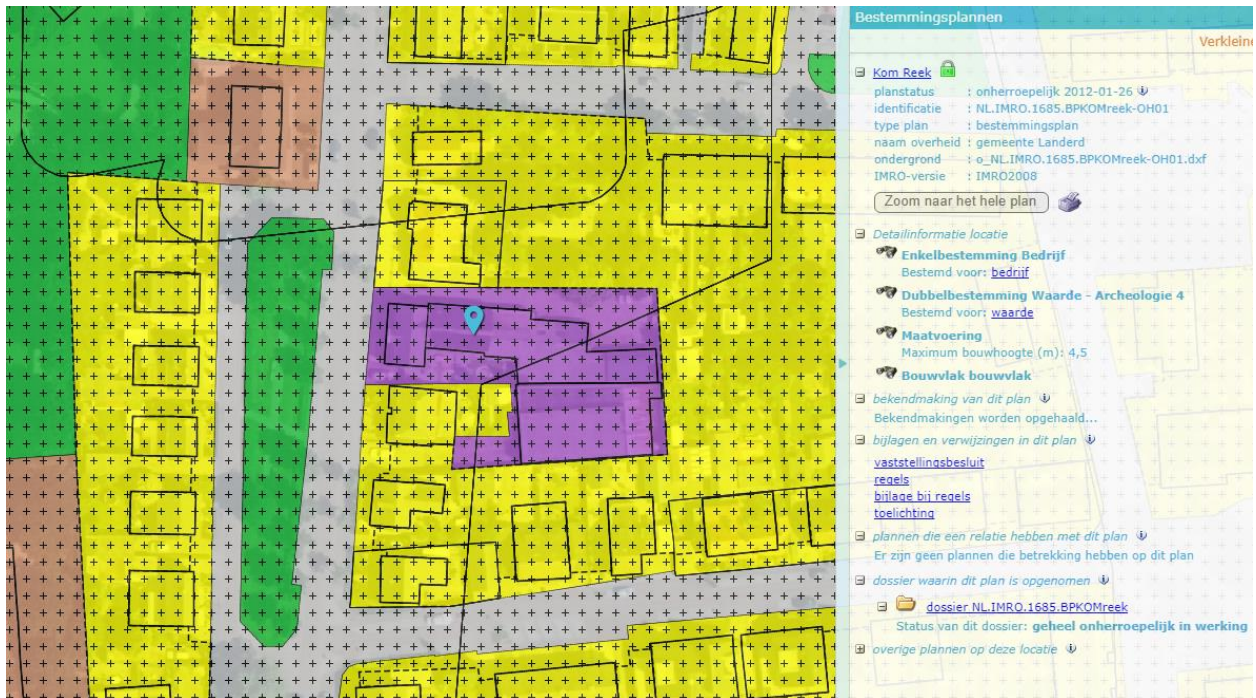 Bestemmingsplannen
Verkleine
Kom Reek
planstatus : onherroepelijk 2012-01-26
identificatie : NL.IMRO.1685.BPKOMreek-OH01
type plan : bestemmingsplan
naam overheid : gemeente Landerd
ondergrond : o_NL.IMRO.1685.BPKOMreek-OH01.dxf
IMRO-versie : IMRO2008
Zoom naar het hele plan
Detailinformatie locatie
Enkelbestemming Bedrijf
Bestemd voor: bedrijf
Dubbelbestemming Waarde - Archeologie 4
Bestemd voor: waarde
Maatvoering
Maximum bouwhoogte (m): 4,5
Bouwvlak bouwvlak
bekendmaking van dit plan
Bekendmakingen worden opgehaald...
bijlagen en verwijzingen in dit plan
vaststellingsbesluit
regels
bijlage bij regels
toelichting
plannen die een relatie hebben met dit plan
Er zijn geen plannen die betrekking hebben op dit plan
dossier waarin dit plan is opgenomen
dossier NL.IMRO.1685.BPKOMreek
Status van dit dossier: geheel onherroepelijk in werking
overige plannen op deze locatie